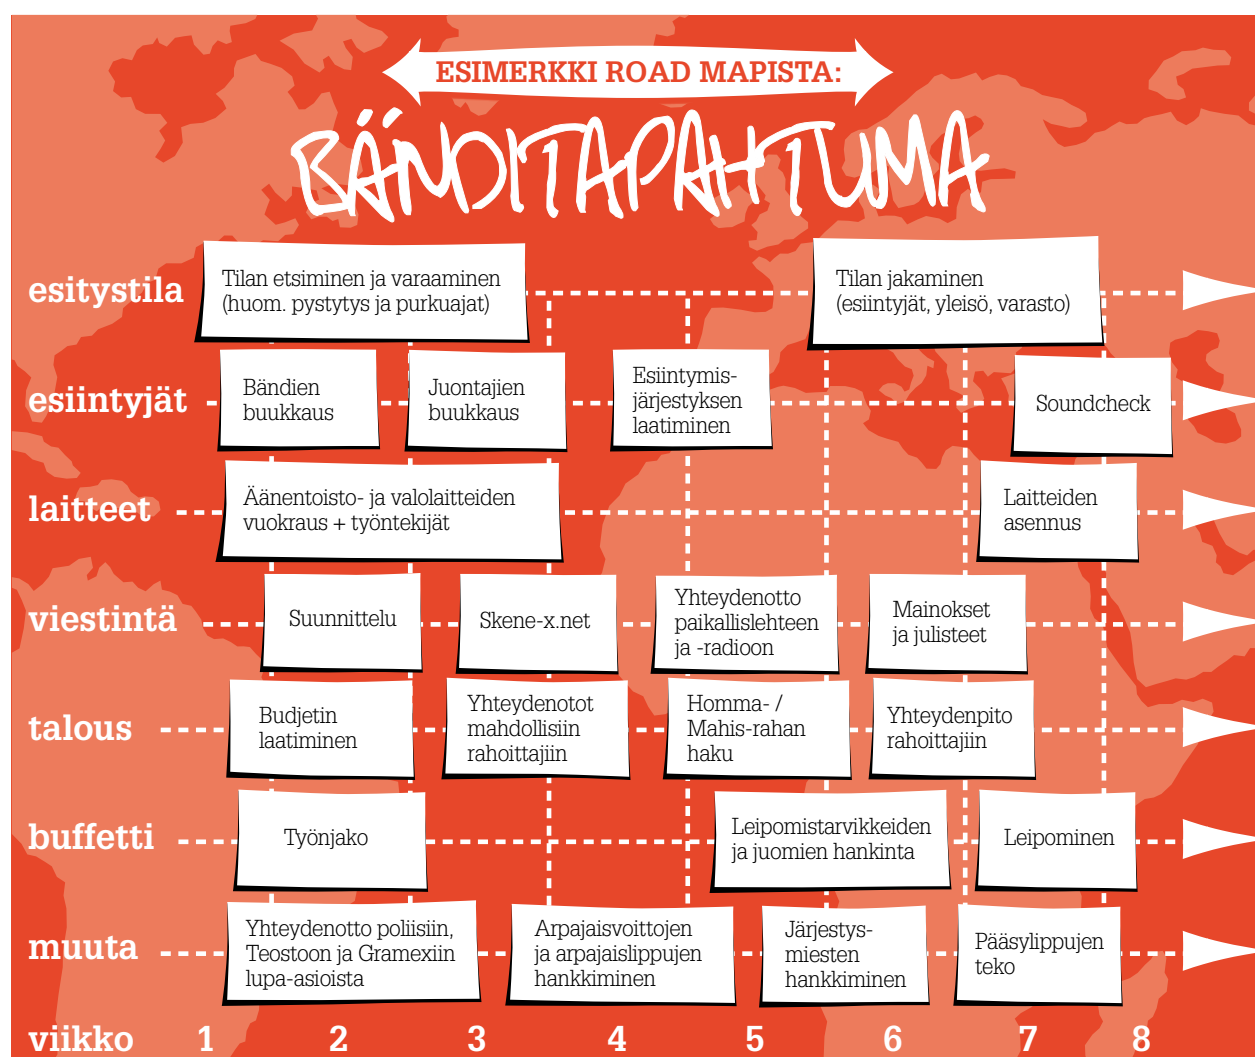 ESIMERKKI ROAD MAPISTA:
BÄNDITAPAHTUMA
esitystila
Tilan etsiminen ja varaaminen
(huom. pystytys ja purkuajat)
Tilan jakaminen
(esiintyjät, yleisö, varasto)
esiintyjät
Bändien
buukkaus
Juontajien
buukkaus
Esiintymis-
järjestyksen
laatiminen
Soundcheck
laitteet
Äänentoisto- ja valolaitteiden
vuokraus + työntekijät
Laitteiden
asennus
viestintä
Suunnittelu
Skene-x.net
Yhteydenotto
paikallislehteen
ja -radioon
Mainokset
ja julisteet
talous
Budjetin
laatiminen
Yhteydenotot
mahdollisiin
rahoittajiin
Homma- /
Mahis-rahan
haku
Yhteydenpito
rahoittajiin
buffetti
Työnjako
Leipomistarvikkeiden
ja juomien hankinta
Leipominen
muuta
Yhteydenotto poliisiin,
Teostoon ja Gramexiin
lupa-asioista
Arpajaisvoittojen
ja arpajaislippujen
hankkiminen
Järjestys-
miesten
hankkiminen
Pääsylippujen
teko
viikko 1 2 3 4 5 6 7 8